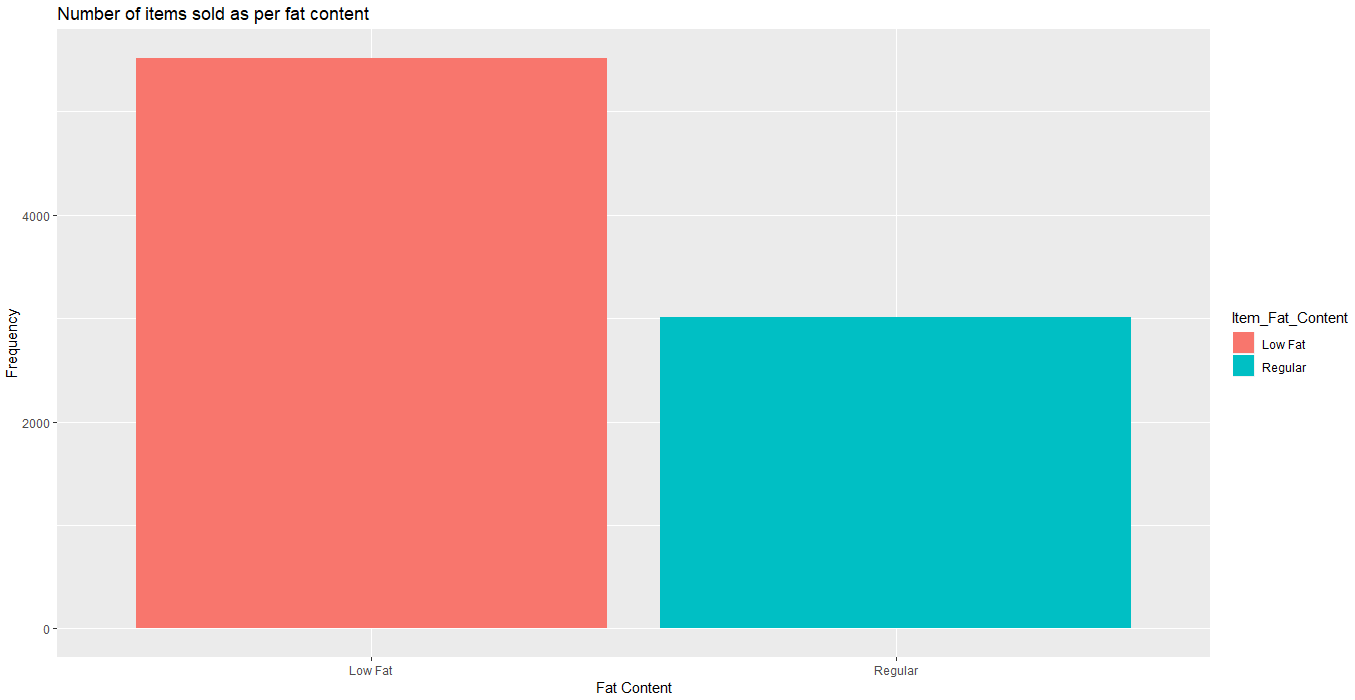 Number of items sold as per fat content
Frequency
4000
2000
0
Low Fat
Regular
Fat Content
Item_Fat_Content
Low Fat
Regular